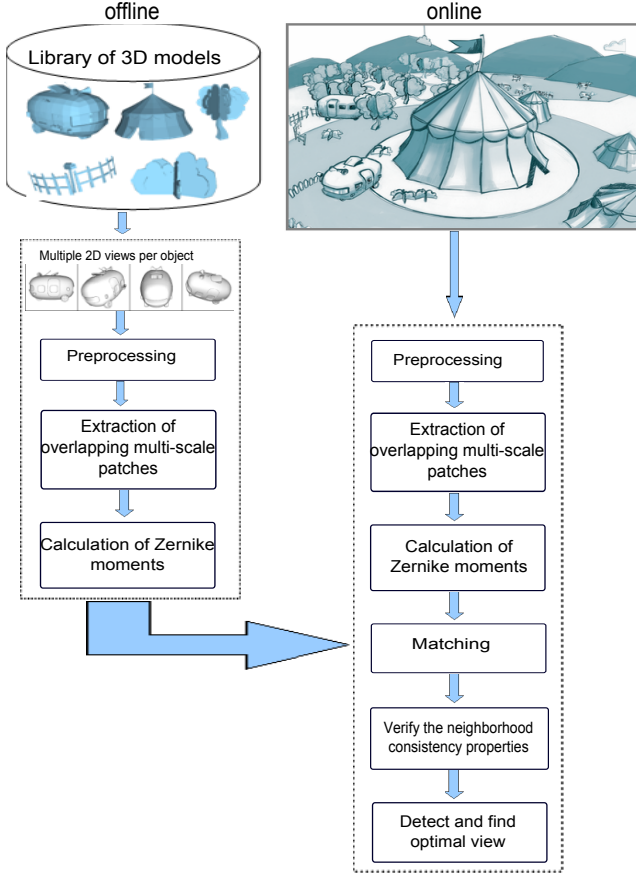 offline
Library of 3D models
Multiple 2D views per object
Preprocessing
Extraction of
overlapping multi-scale
patches
Calculation of Zernike
moments
online
Preprocessing
Extraction of
overlapping multi-scale
patches
Calculation of
Zernike moments
Matching
Verify the neighborhood
consistency properties
Detect and find
optimal view